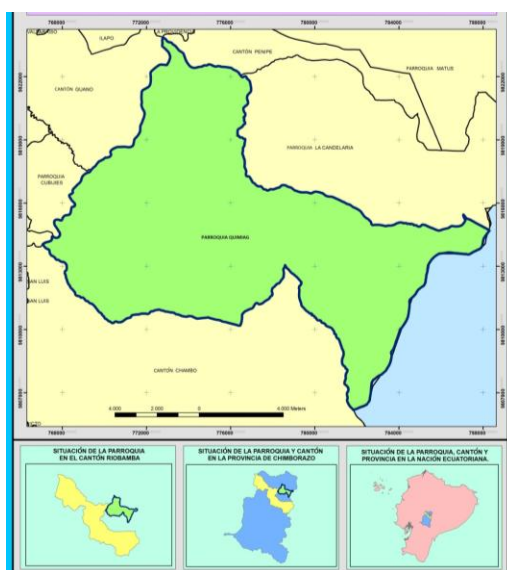 ILAPO
LA PROVIDENCIA
CANTÓN PENIPE
PARROQUIA MATUS
CANTÓN GUANO
PARROQUIA LA CANDELARIA
PARROQUIA
CUBIJIES
PARROQUIA QUIMIAG
SAN LUIS
SAN LUIS
CANTÓN CHAMBO
4.000 2.000 0 4.000 Meters
768000 772000 776000 780000 784000 788000
SITUACIÓN DE LA PARROQUIA
EN EL CANTÓN RIOBAMBA
SITUACIÓN DE LA PARROQUIA Y CANTÓN
EN LA PROVINCIA DE CHIMBORAZO
SITUACIÓN DE LA PARROQUIA, CANTÓN Y
PROVINCIA EN LA NACIÓN ECUATORIANA.